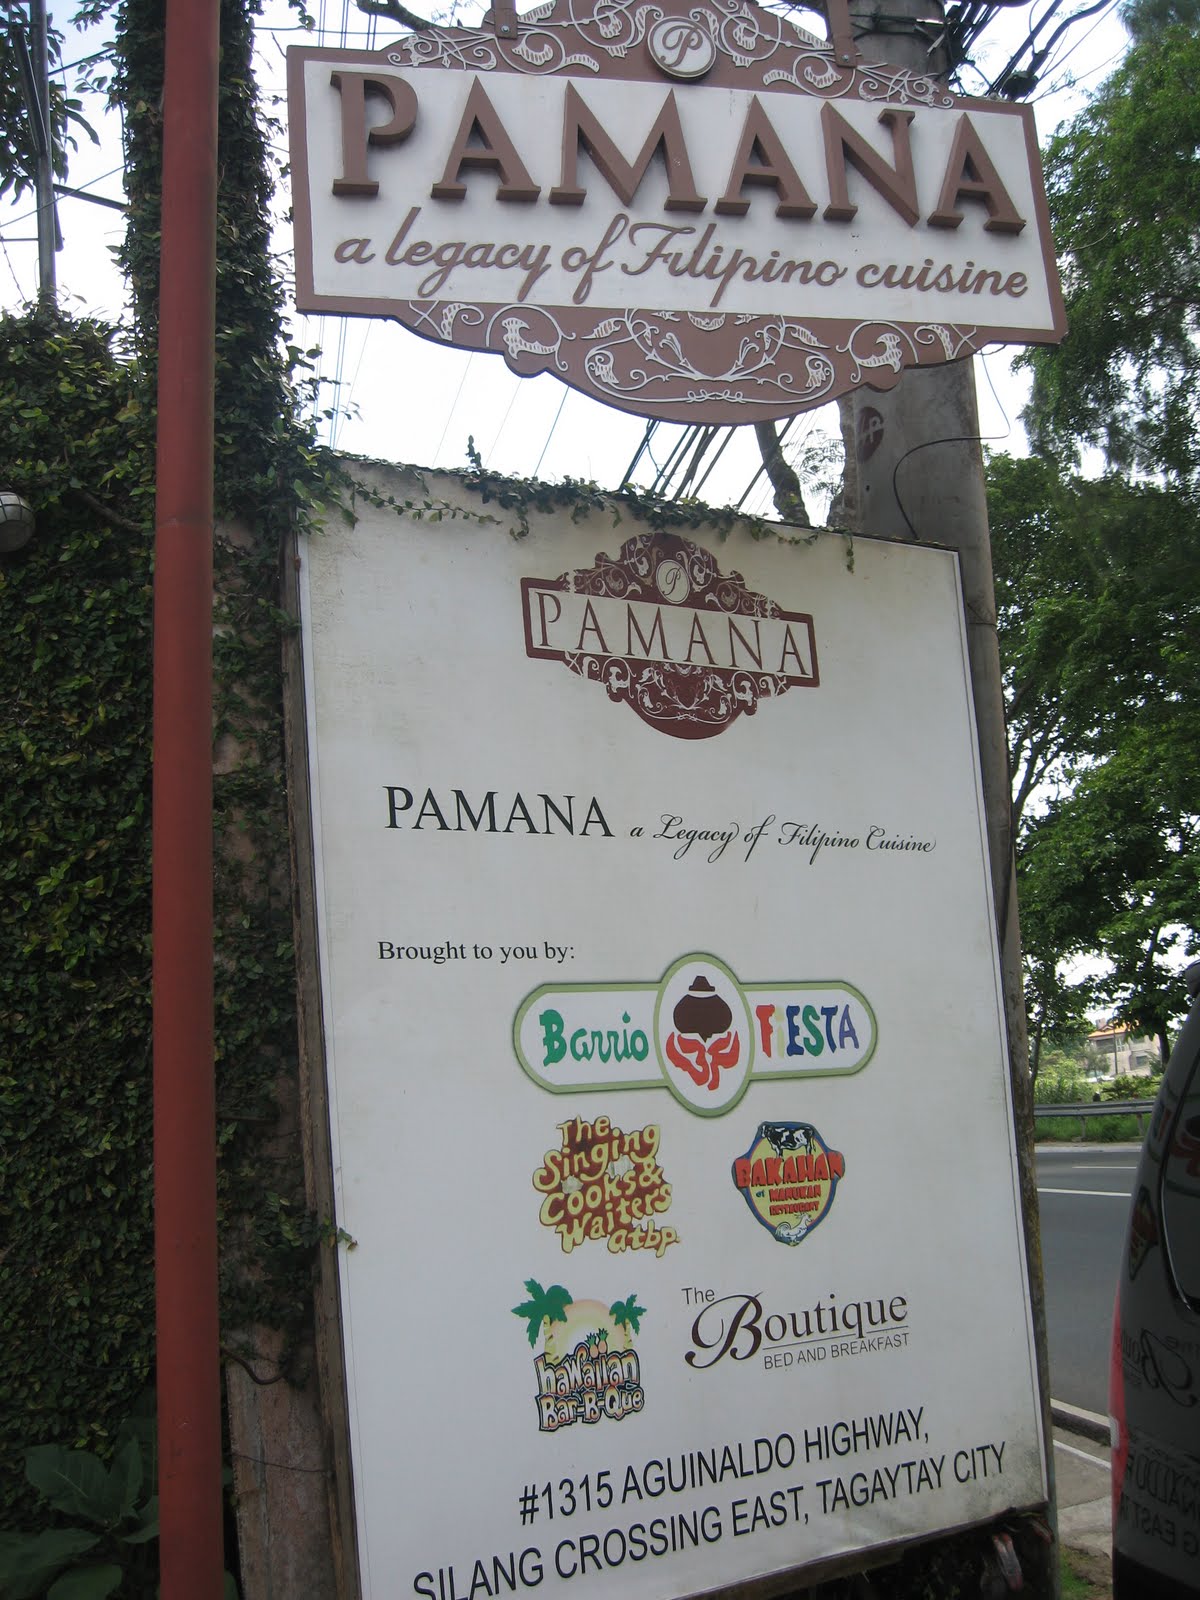 P
PAMANA
a legacy of Filipino cuisine
P
PAMANA
PAMANA a Legacy of Filipino Cuisine
Brought to you by:
Barrio FiESTA
The
Singing
Cooks &
Waiters
atbp.
BAKAHAN
at
MANUKAN
RESTAURANT
hawaiian
Bar-B-Que
The Boutique
BED AND BREAKFAST
#1315 AGUINALDO HIGHWAY,
SILANG CROSSING EAST, TAGAYTAY CITY